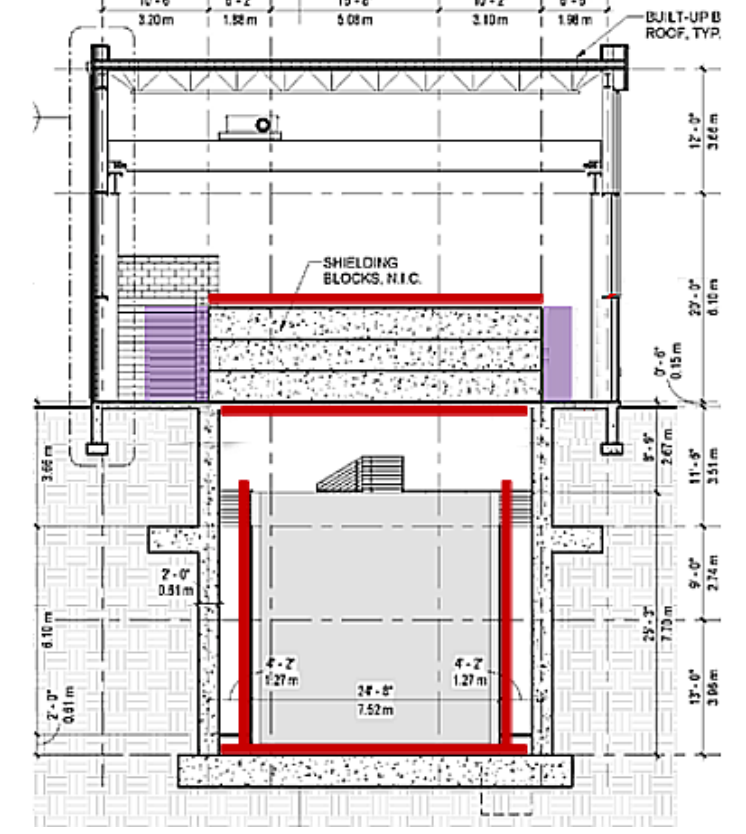 3.20 m 1.88 m 5.08 m 3.10 m 1.98 m
BUILT-UP B
ROOF, TYP.
12' - 0"
3.66 m
SHIELDING
BLOCKS, N.I.C.
20' - 0"
6.10 m
0' - 6"
0.15 m
3.66 m
8' - 9"
2.67 m
11' - 6"
3.51 m
2' - 0"
0.61 m
9' - 0"
2.74 m
6.10 m
25' - 3"
7.70 m
4' - 2"
1.27 m
4' - 2"
1.27 m
24' - 8"
7.52 m
13' - 0"
3.96 m
2' - 0"
0.61 m